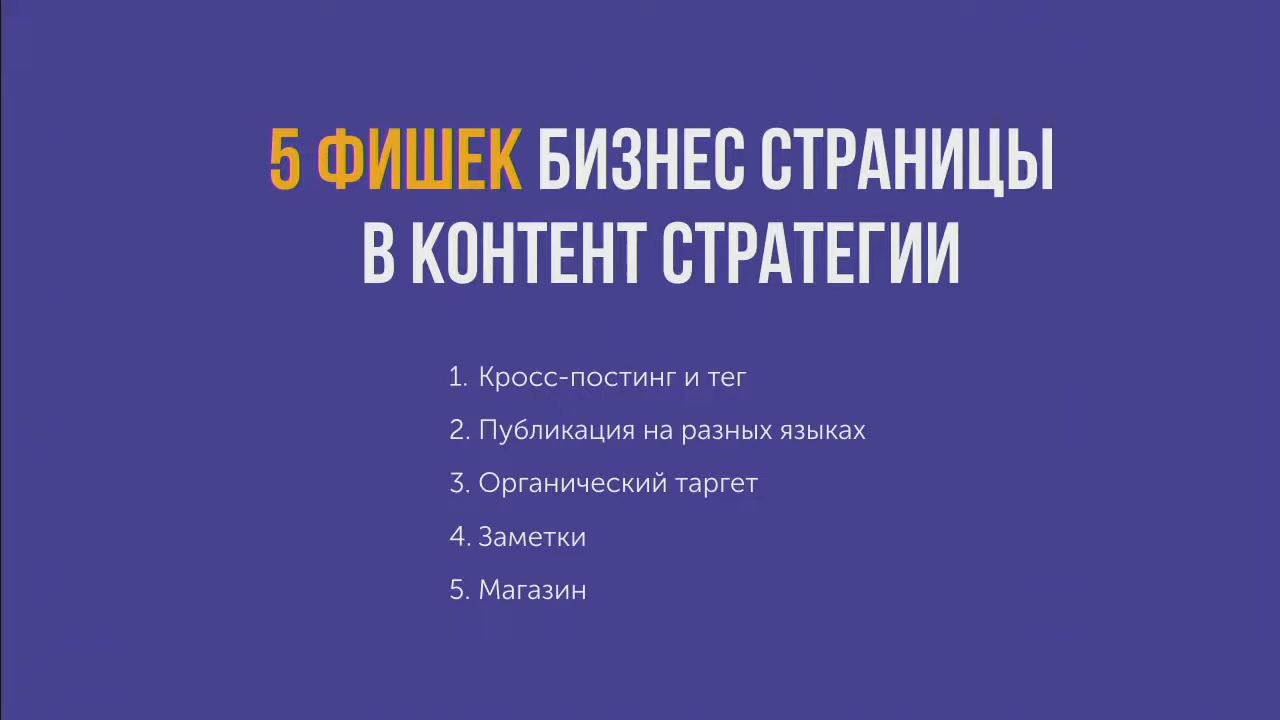 5 ФИШЕК БИЗНЕС СТРАНИЦЫ
В КОНТЕНТ СТРАТЕГИИ
1. Кросс-постинг и тег
2. Публикация на разных языках
3. Органический таргет
4. Заметки
5. Магазин